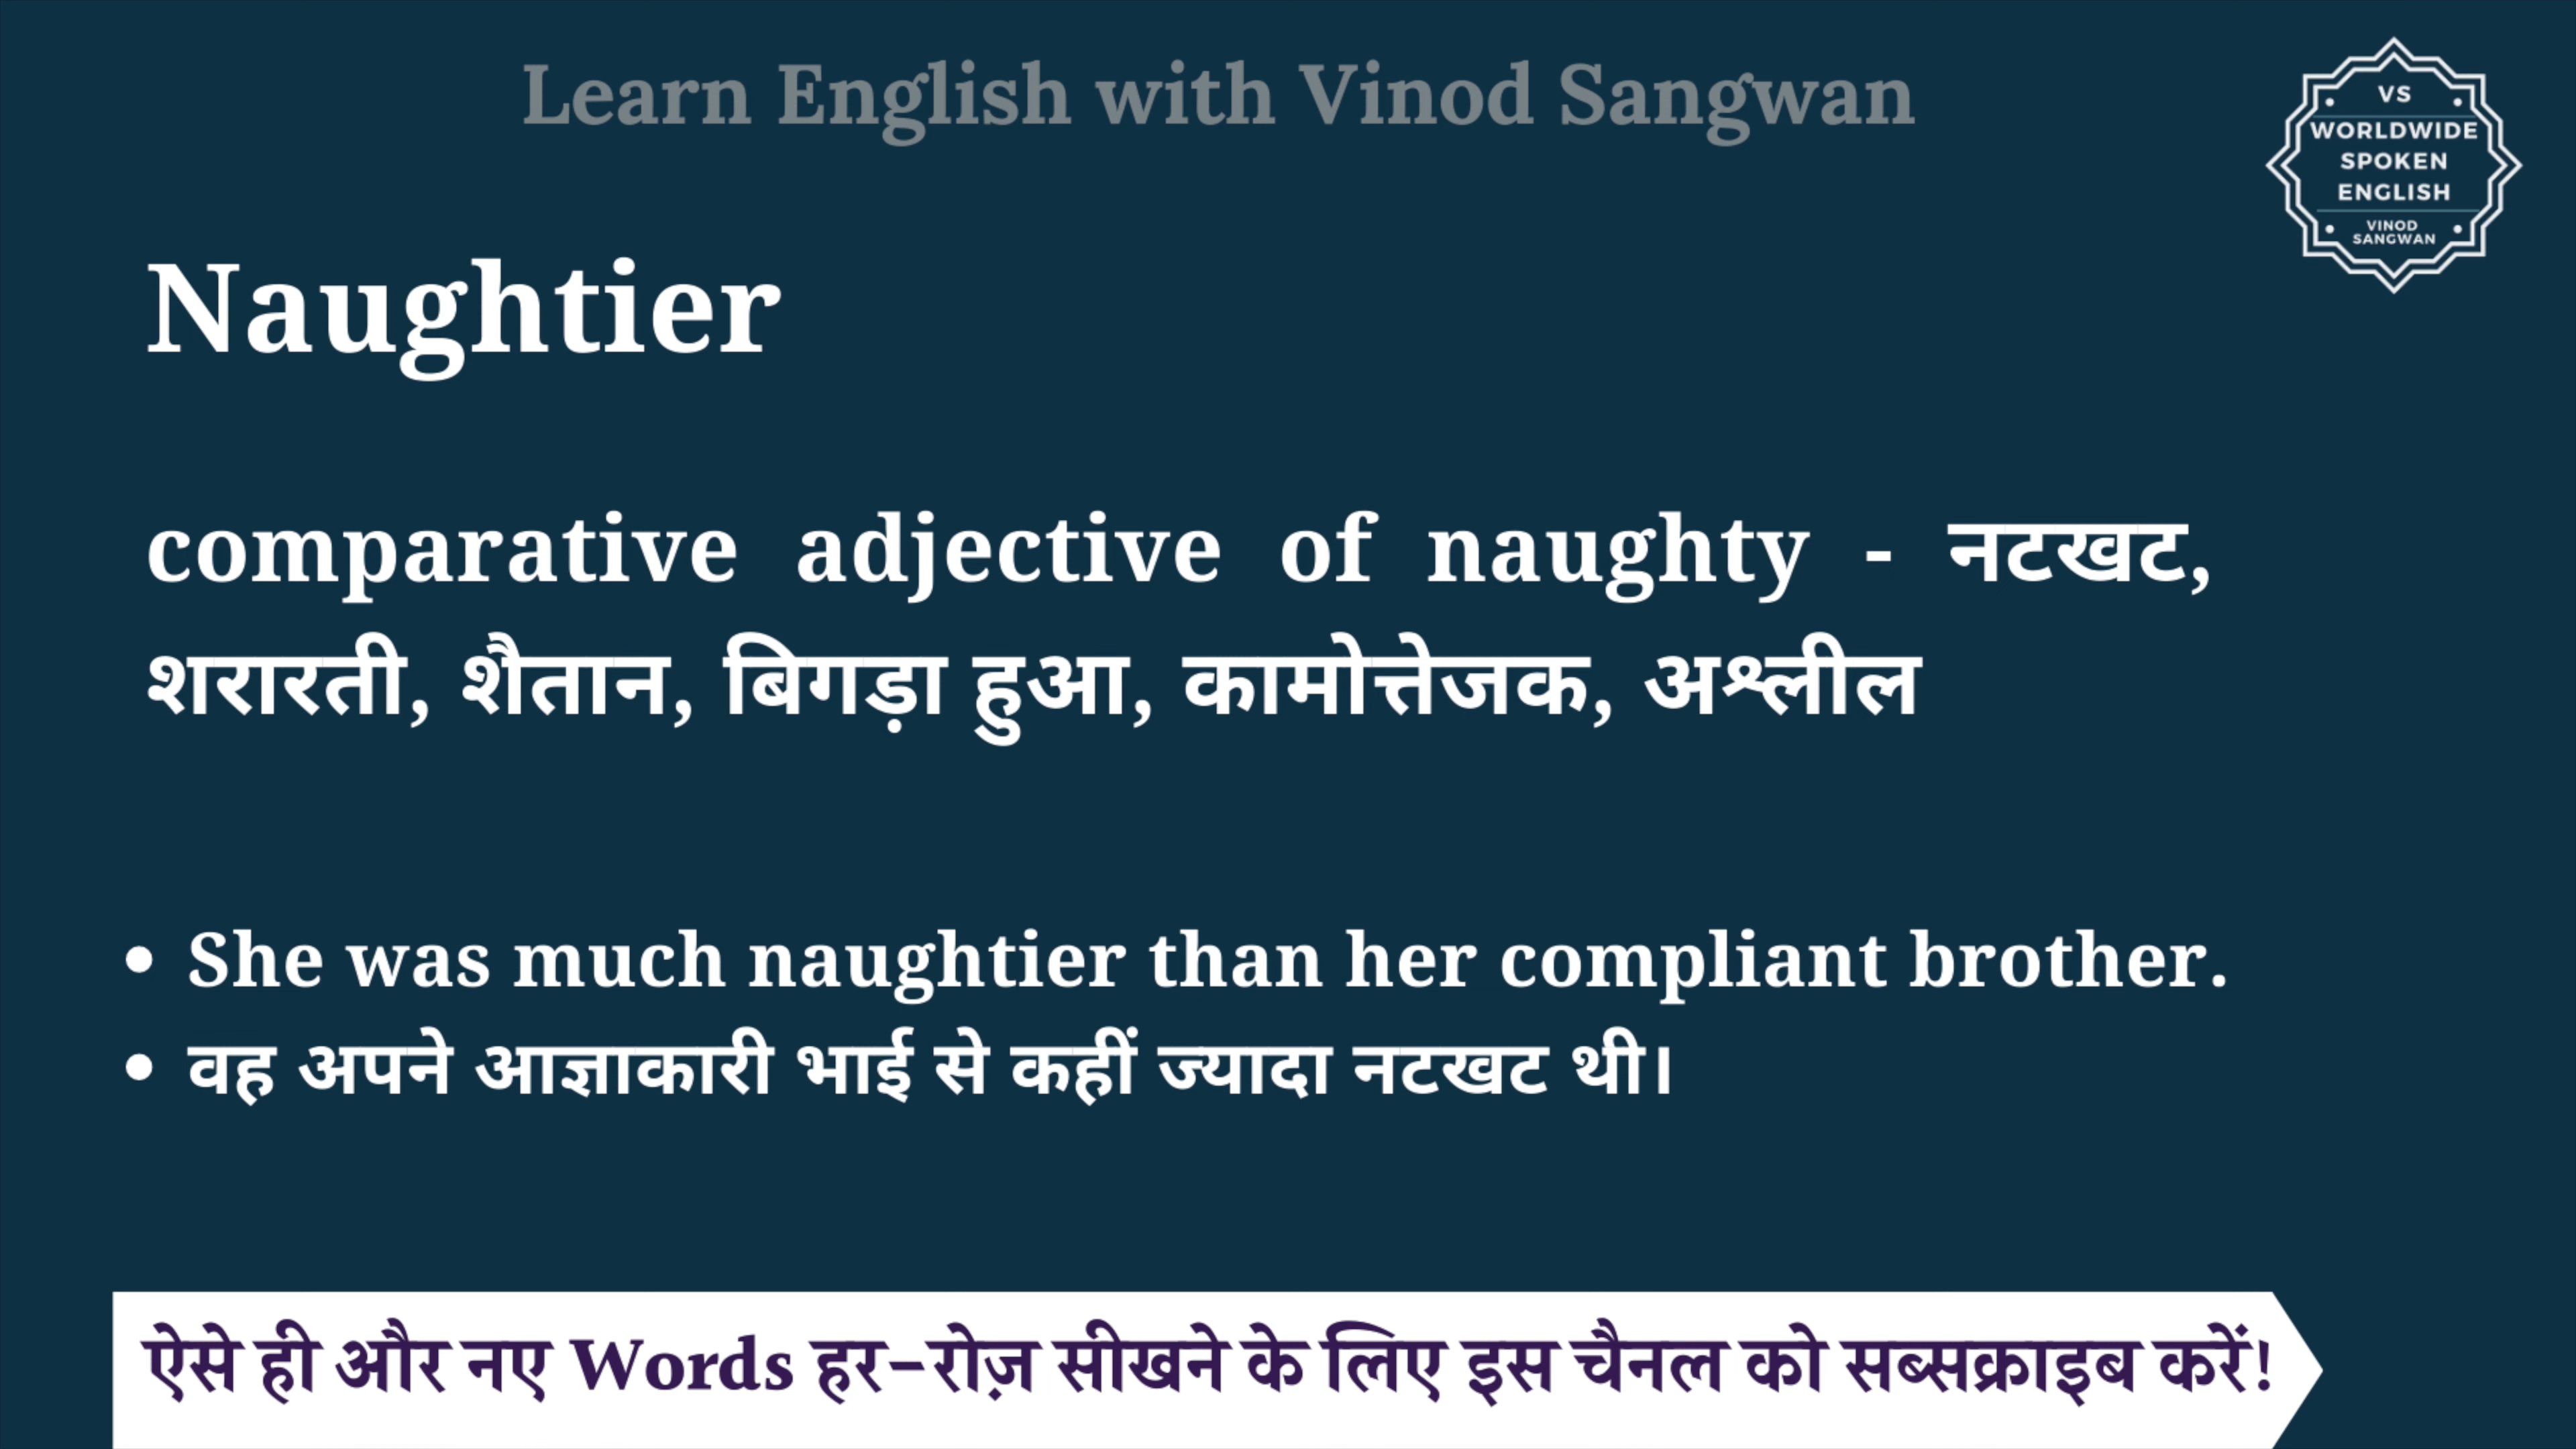 Learn English with Vinod Sangwan
VS
WORLDWIDE
SPOKEN
ENGLISH
VINOD
SANGWAN
Naughtier
comparative adjective of naughty - नटखट,
शरारती, शैतान, बिगड़ा हुआ, कामोत्तेजक, अश्लील
• She was much naughtier than her compliant brother.
• वह अपने आज्ञाकारी भाई से कहीं ज्यादा नटखट थी।
ऐसे ही और नए Words हर-रोज़ सीखने के लिए इस चैनल को सब्सक्राइब करें!